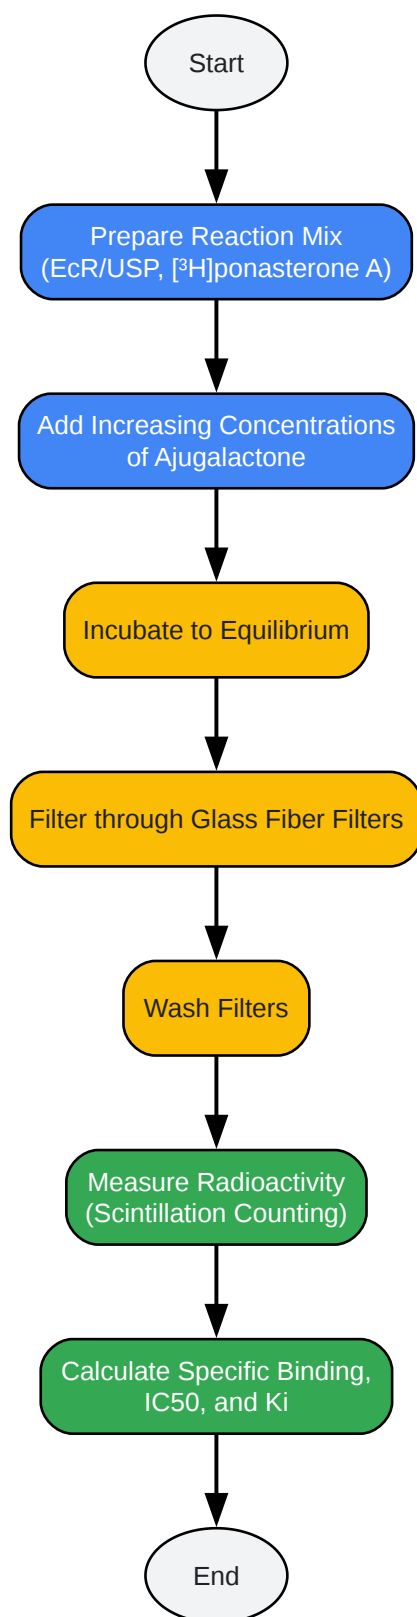 Start
Prepare Reaction Mix
(EcR/USP, [³H]ponasterone A)
Add Increasing Concentrations
of Ajugalactone
Incubate to Equilibrium
Filter through Glass Fiber Filters
Wash Filters
Measure Radioactivity
(Scintillation Counting)
Calculate Specific Binding,
IC50, and Ki
End